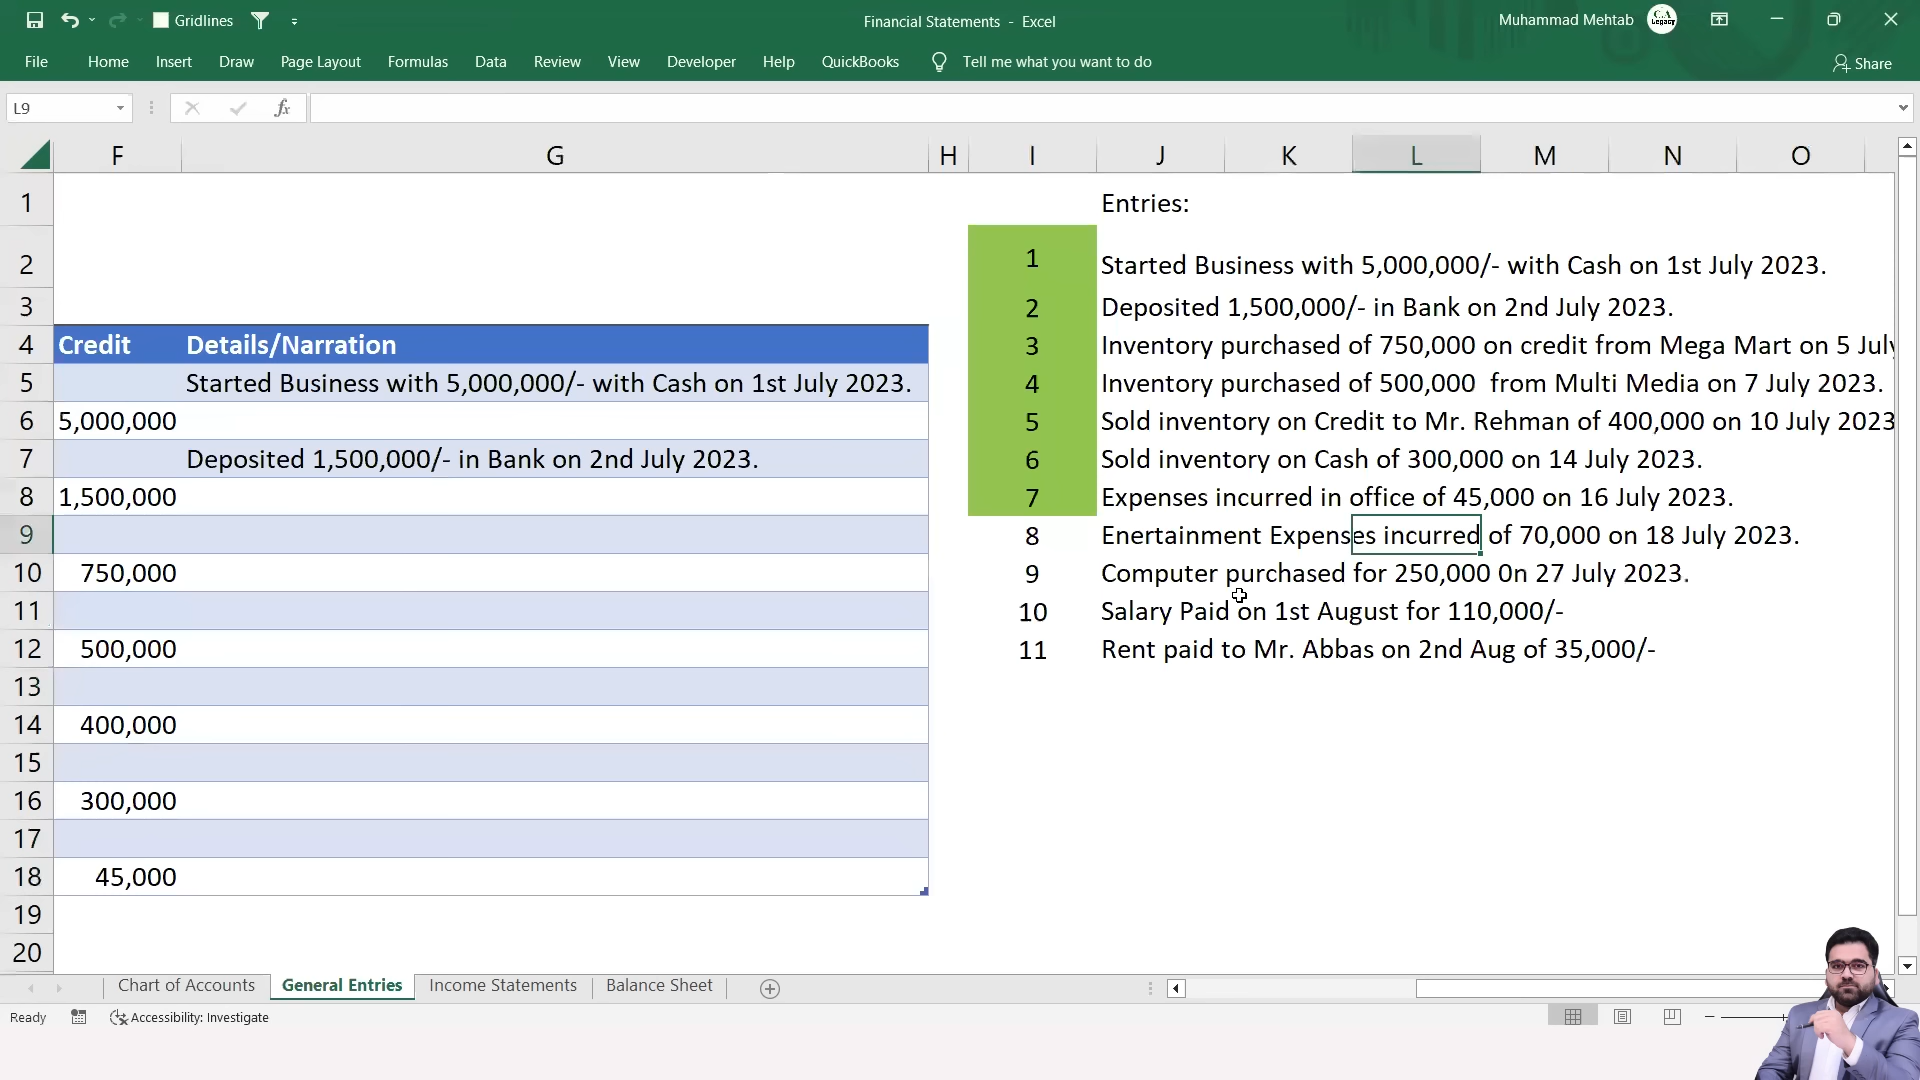 Gridlines
Financial Statements - Excel
Muhammad Mehtab
C.A
Legacy
File Home Insert Draw Page Layout Formulas Data Review View Developer Help QuickBooks Tell me what you want to do
Share
L9
fx
F G H I J K L M N O
1 Entries:
2 1 Started Business with 5,000,000/- with Cash on 1st July 2023.
3 2 Deposited 1,500,000/- in Bank on 2nd July 2023.
4 Credit Details/Narration 3 Inventory purchased of 750,000 on credit from Mega Mart on 5 July
5 Started Business with 5,000,000/- with Cash on 1st July 2023. 4 Inventory purchased of 500,000 from Multi Media on 7 July 2023.
6 5,000,000 5 Sold inventory on Credit to Mr. Rehman of 400,000 on 10 July 2023
7 Deposited 1,500,000/- in Bank on 2nd July 2023. 6 Sold inventory on Cash of 300,000 on 14 July 2023.
8 1,500,000 7 Expenses incurred in office of 45,000 on 16 July 2023.
9 8 Enertainment Expenses incurred of 70,000 on 18 July 2023.
10 750,000 9 Computer purchased for 250,000 0n 27 July 2023.
11 10 Salary Paid on 1st August for 110,000/-
12 500,000 11 Rent paid to Mr. Abbas on 2nd Aug of 35,000/-
13
14 400,000
15
16 300,000
17
18 45,000
19
20
Chart of Accounts General Entries Income Statements Balance Sheet
Ready Accessibility: Investigate